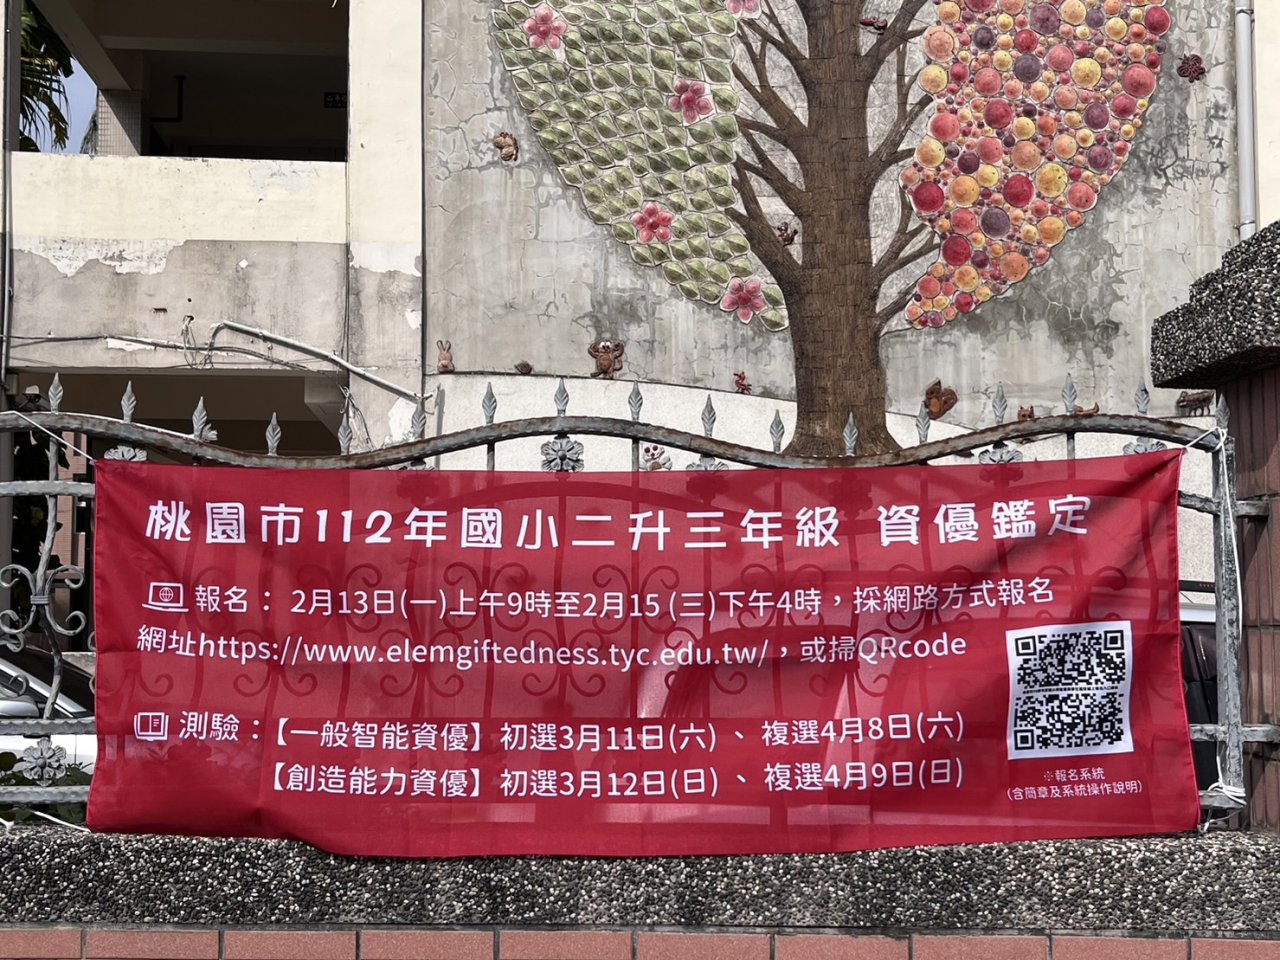 桃園市112年國小二升三年級 資優鑑定
報名： 2月13日(一)上午9時至2月15 (三)下午4時，採網路方式報名
網址https://www.elemgiftedness.tyc.edu.tw/，或掃QRcode
測驗：【一般智能資優】初選3月11日(六) 、 複選4月8日(六)
【創造能力資優】初選3月12日(日) 、 複選4月9日(日)
※報名系統
(含簡章及系統操作說明)